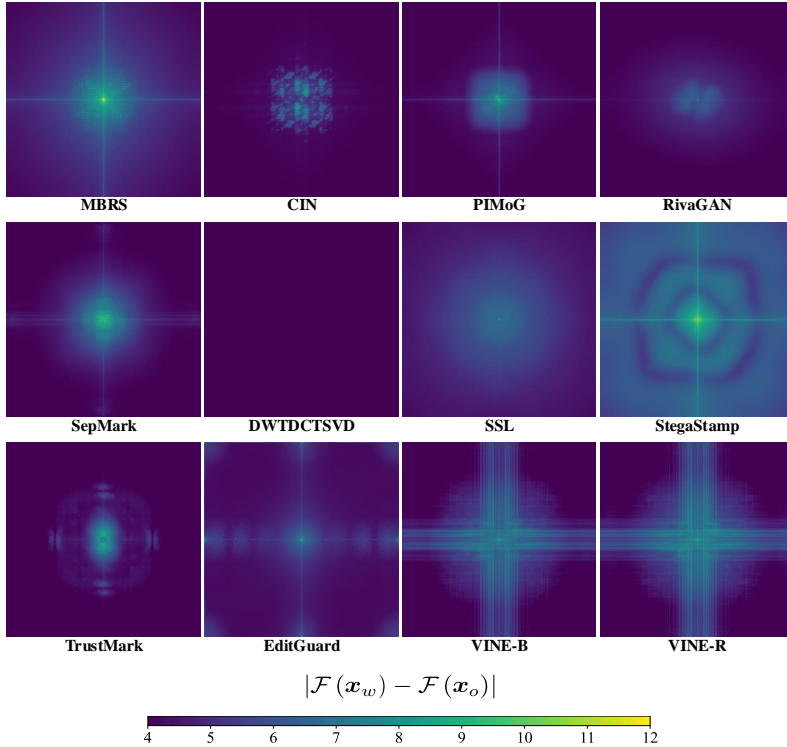 MBRS CIN PIMoG RivaGAN
SepMark DWTDCTSVD SSL StegaStamp
TrustMark EditGuard VINE-B VINE-R
|𝓕 (𝒙_w) − 𝓕 (𝒙_o)|
4 5 6 7 8 9 10 11 12